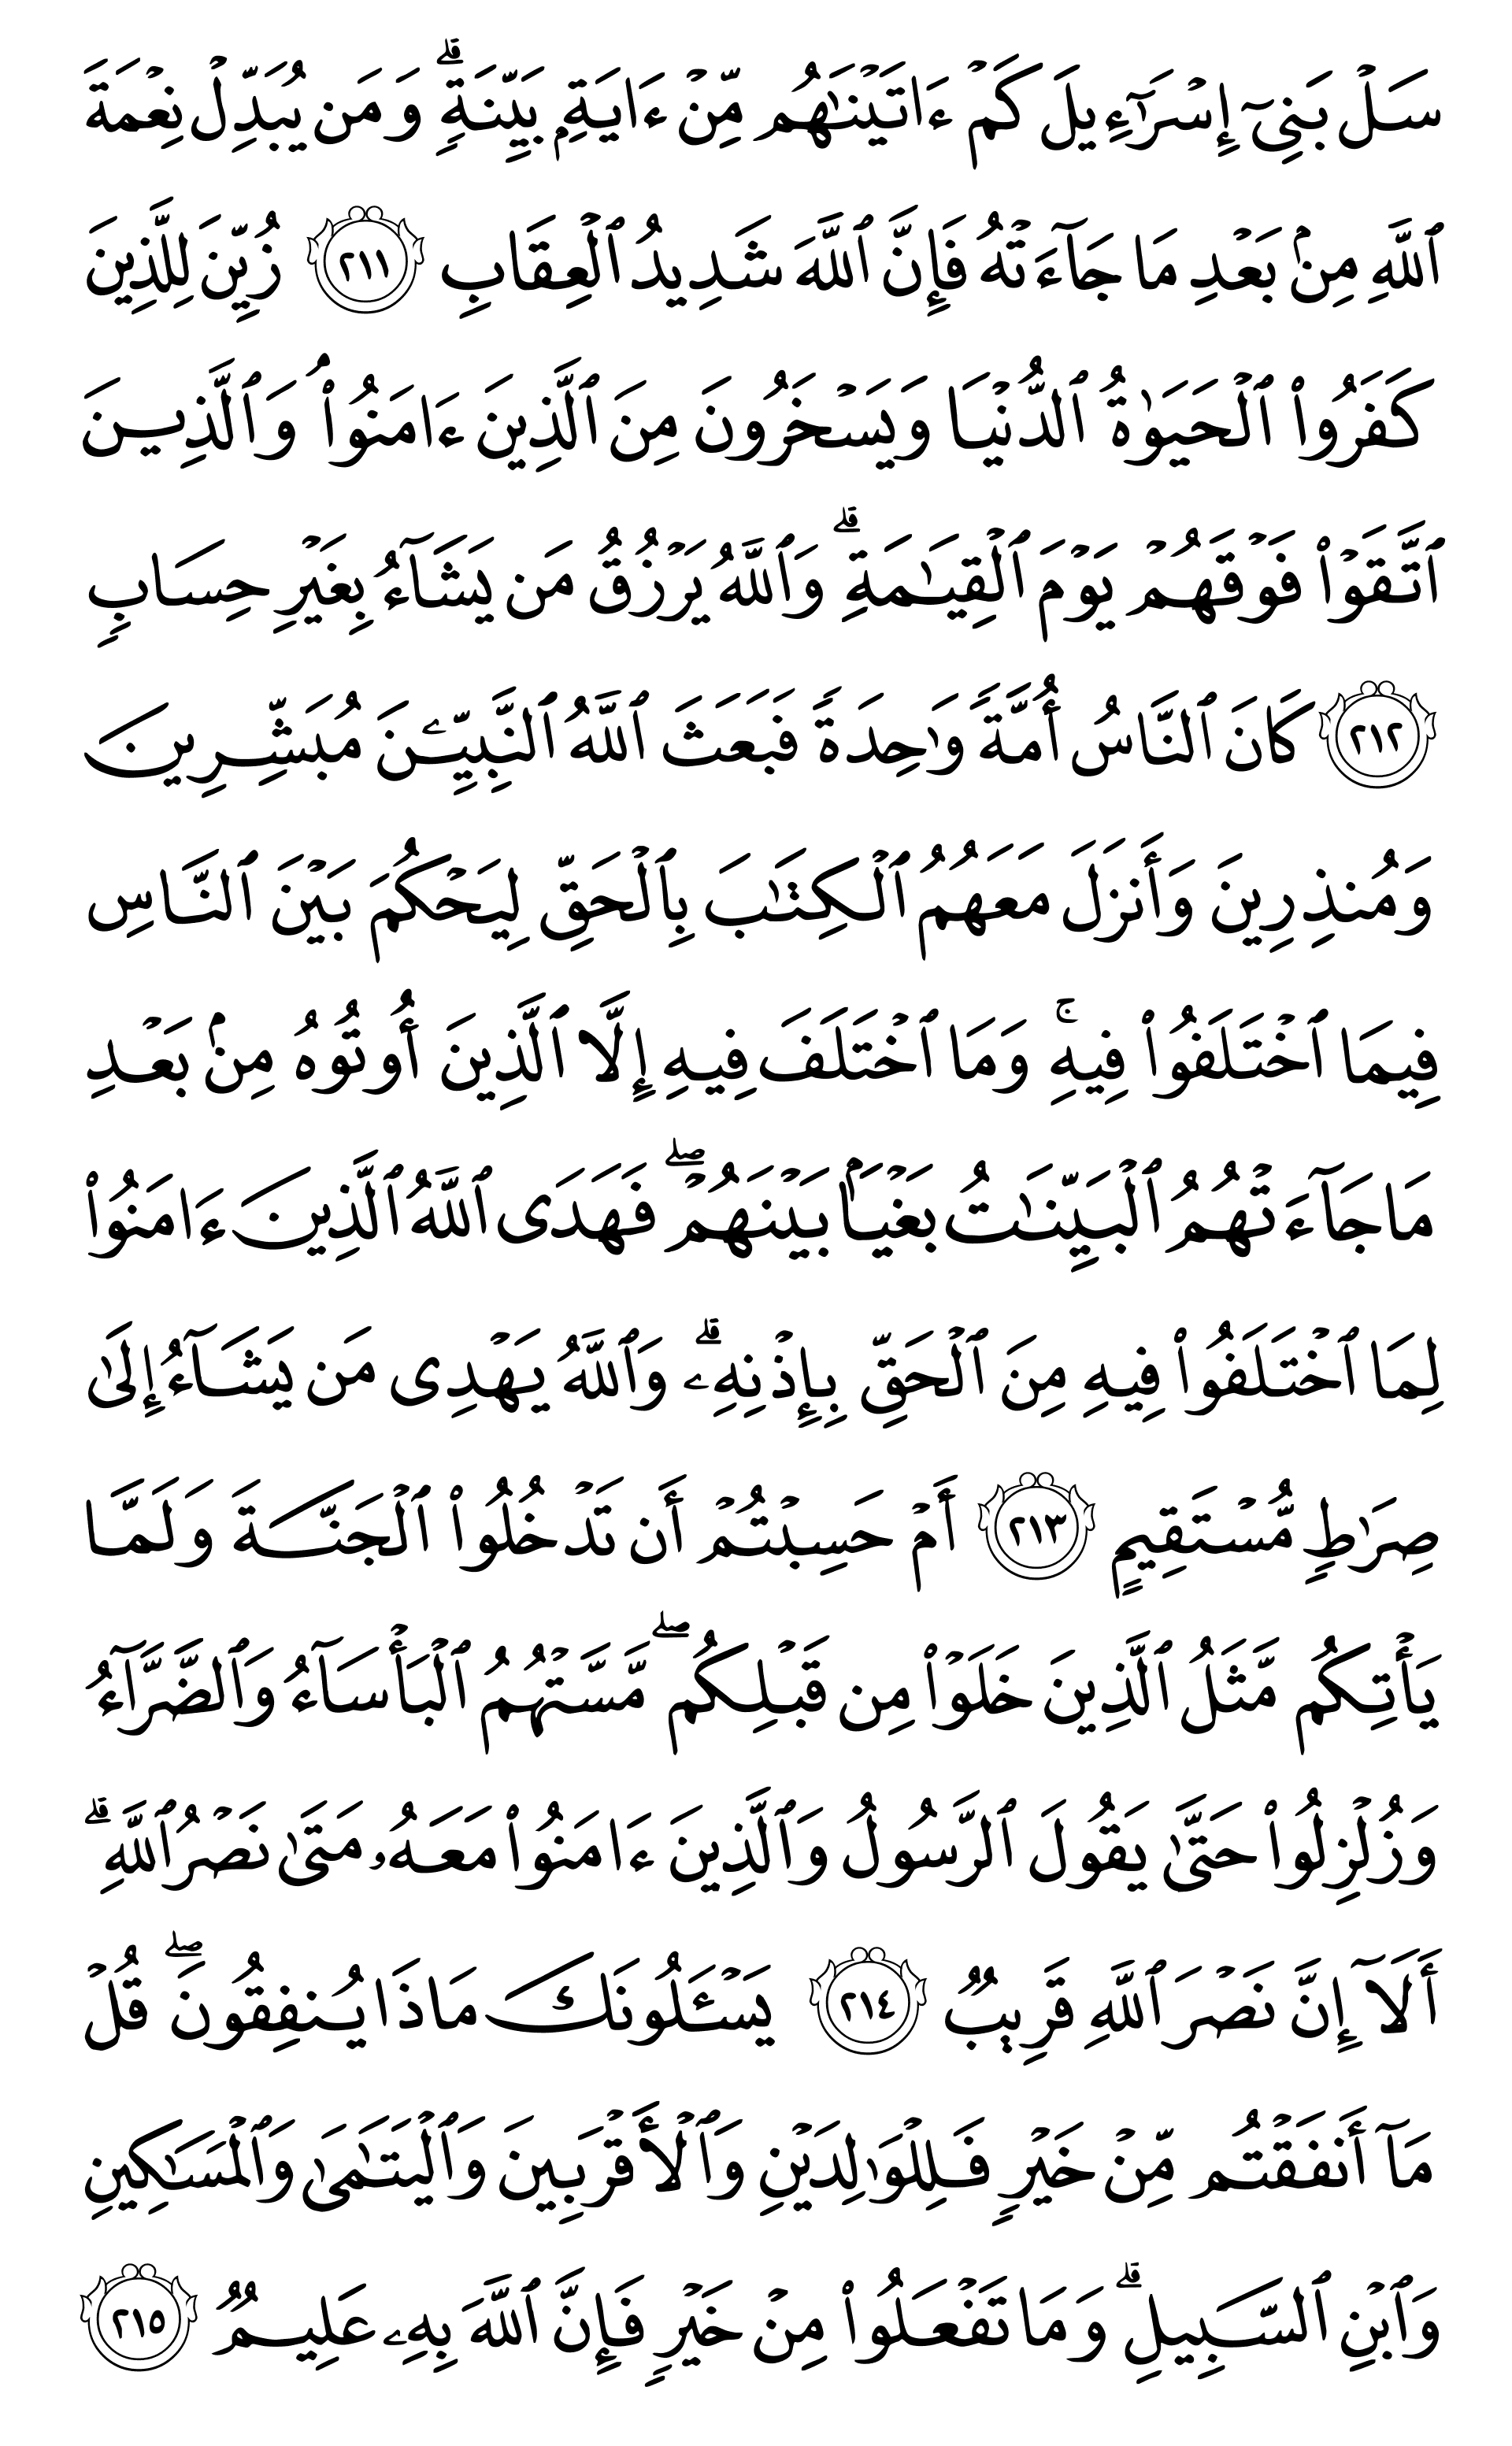 سَلْ بَنِىٓ إِسْرَٰٓءِيلَ كَمْ ءَاتَيْنَٰهُم مِّنْ ءَايَةٍۭ بَيِّنَةٍۗ وَمَن يُبَدِّلْ نِعْمَةَ
ٱللَّهِ مِنۢ بَعْدِ مَا جَآءَتْهُ فَإِنَّ ٱللَّهَ شَدِيدُ ٱلْعِقَابِ ٢١١ زُيِّنَ لِلَّذِينَ
كَفَرُوا۟ ٱلْحَيَوٰةُ ٱلدُّنْيَا وَيَسْخَرُونَ مِنَ ٱلَّذِينَ ءَامَنُوا۟ۘ وَٱلَّذِينَ
ٱتَّقَوْا۟ فَوْقَهُمْ يَوْمَ ٱلْقِيَٰمَةِۗ وَٱللَّهُ يَرْزُقُ مَن يَشَآءُ بِغَيْرِ حِسَابٍ
٢١٢ كَانَ ٱلنَّاسُ أُمَّةً وَٰحِدَةً فَبَعَثَ ٱللَّهُ ٱلنَّبِيِّـۧنَ مُبَشِّرِينَ
وَمُنذِرِينَ وَأَنزَلَ مَعَهُمُ ٱلْكِتَٰبَ بِٱلْحَقِّ لِيَحْكُمَ بَيْنَ ٱلنَّاسِ
فِيمَا ٱخْتَلَفُوا۟ فِيهِۚ وَمَا ٱخْتَلَفَ فِيهِ إِلَّا ٱلَّذِينَ أُوتُوهُ مِنۢ بَعْدِ
مَا جَآءَتْهُمُ ٱلْبَيِّنَٰتُ بَغْيًۢا بَيْنَهُمْۖ فَهَدَى ٱللَّهُ ٱلَّذِينَ ءَامَنُوا۟
لِمَا ٱخْتَلَفُوا۟ فِيهِ مِنَ ٱلْحَقِّ بِإِذْنِهِۦۗ وَٱللَّهُ يَهْدِى مَن يَشَآءُ إِلَىٰ
صِرَٰطٍ مُّسْتَقِيمٍ ٢١٣ أَمْ حَسِبْتُمْ أَن تَدْخُلُوا۟ ٱلْجَنَّةَ وَلَمَّا
يَأْتِكُم مَّثَلُ ٱلَّذِينَ خَلَوْا۟ مِن قَبْلِكُمۖ مَّسَّتْهُمُ ٱلْبَأْسَآءُ وَٱلضَّرَّآءُ
وَزُلْزِلُوا۟ حَتَّىٰ يَقُولَ ٱلرَّسُولُ وَٱلَّذِينَ ءَامَنُوا۟ مَعَهُۥ مَتَىٰ نَصْرُ ٱللَّهِۗ
أَلَآ إِنَّ نَصْرَ ٱللَّهِ قَرِيبٌ ٢١٤ يَسْـَٔلُونَكَ مَاذَا يُنفِقُونَۖ قُلْ
مَآ أَنفَقْتُم مِّنْ خَيْرٍ فَلِلْوَٰلِدَيْنِ وَٱلْأَقْرَبِينَ وَٱلْيَتَٰمَىٰ وَٱلْمَسَٰكِينِ
وَٱبْنِ ٱلسَّبِيلِۗ وَمَا تَفْعَلُوا۟ مِنْ خَيْرٍ فَإِنَّ ٱللَّهَ بِهِۦ عَلِيمٌ ٢١٥